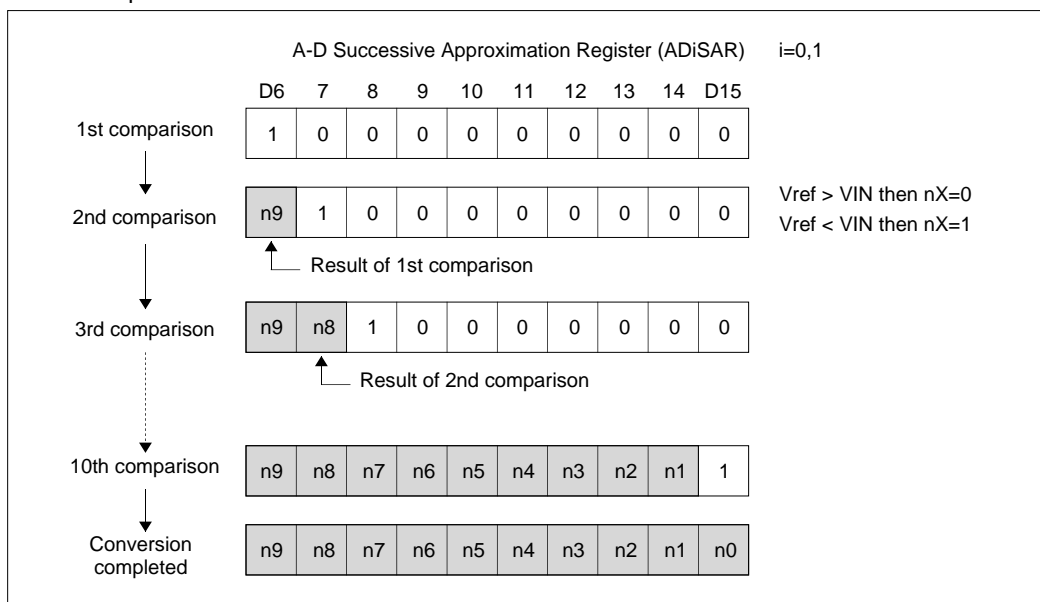 A-D Successive Approximation Register (ADiSAR) i=0,1
D6 7 8 9 10 11 12 13 14 D15
1st comparison 1 0 0 0 0 0 0 0 0 0
2nd comparison n9 1 0 0 0 0 0 0 0 0
Vref > VIN then nX=0
Vref < VIN then nX=1
Result of 1st comparison
3rd comparison n9 n8 1 0 0 0 0 0 0 0
Result of 2nd comparison
10th comparison n9 n8 n7 n6 n5 n4 n3 n2 n1 1
Conversion
completed
n9 n8 n7 n6 n5 n4 n3 n2 n1 n0